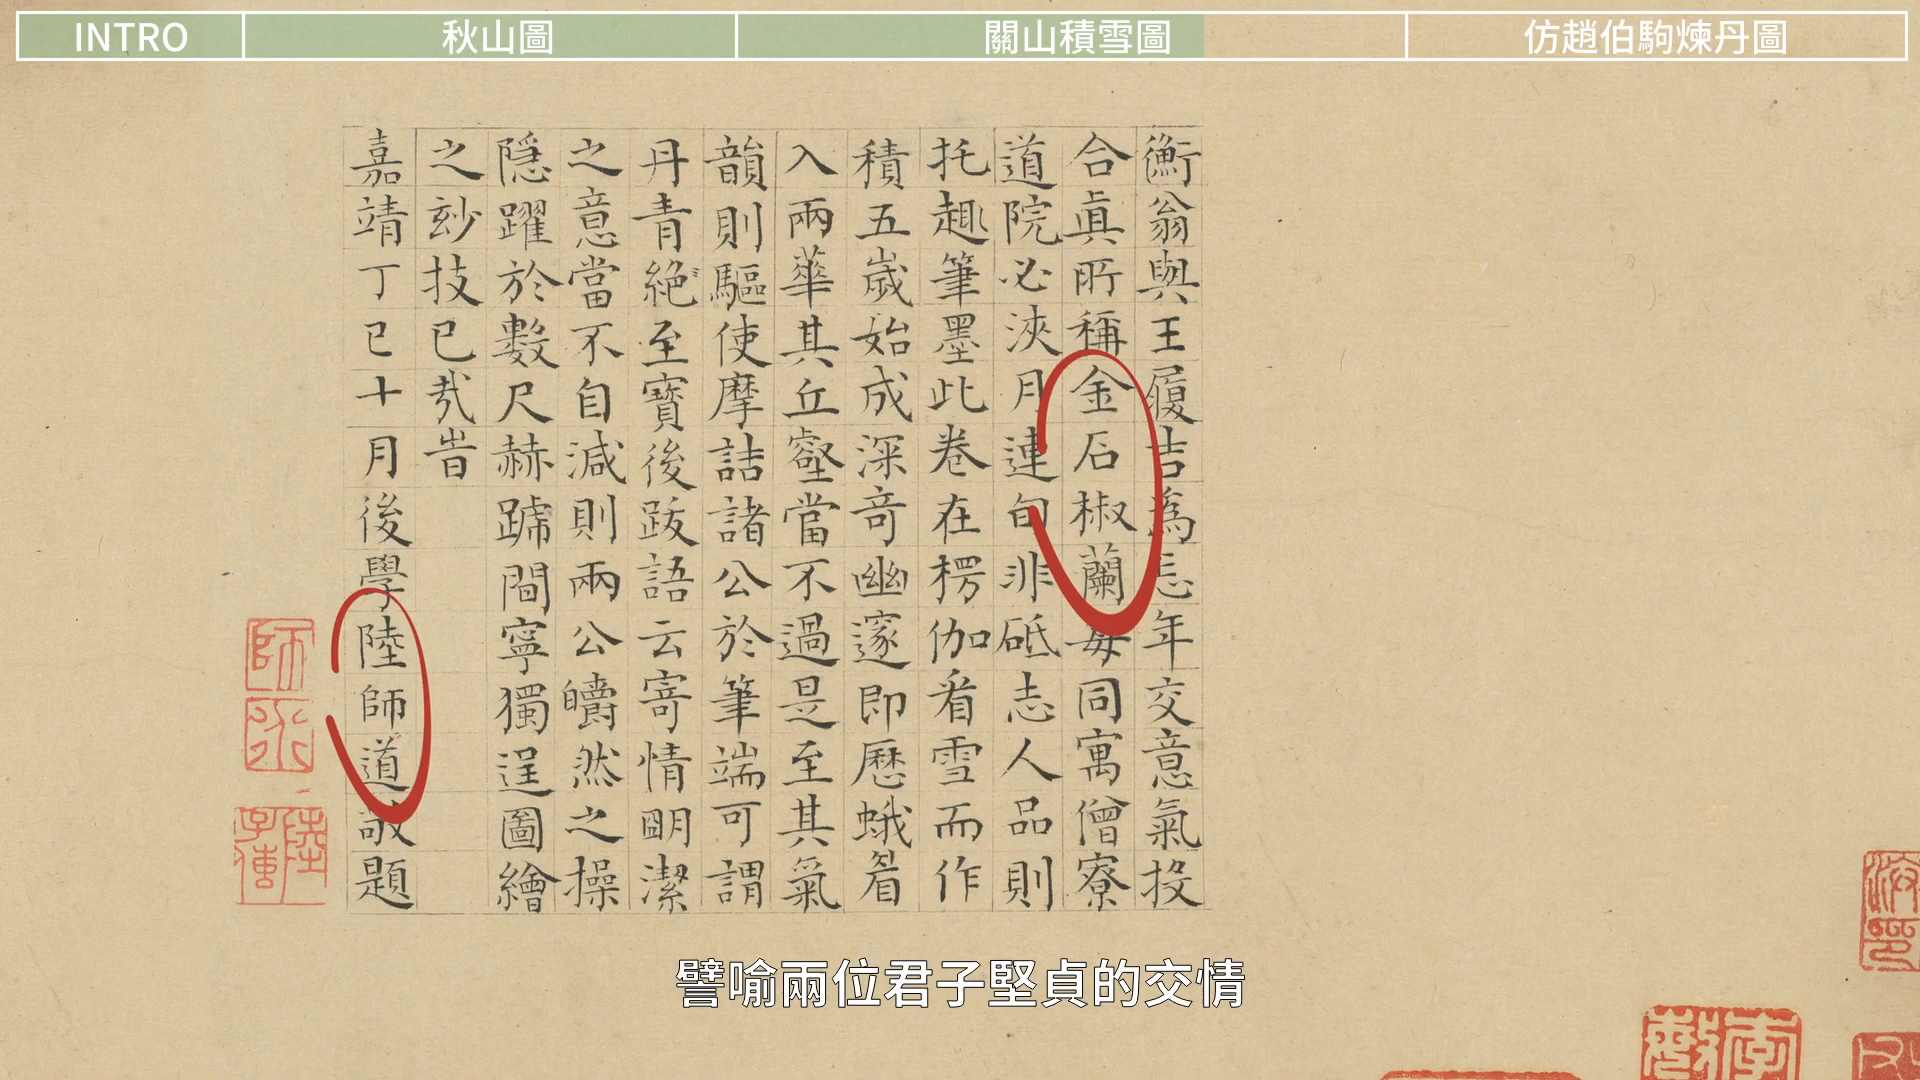 INTRO
秋山圖
關山積雪圖
仿趙伯駒煉丹圖
衡翁與王履吉為忘年交意氣投
合眞所稱金石椒蘭每同寓僧寮
道院必浹月連旬非砥志人品則
托趣筆墨此卷在楞伽看雪而作
積五歲始成深奇幽邃即歷蛾眉
入兩華其丘壑當不過是至其氣
韻則驅使摩詰諸公於筆端可謂
丹青絕至寶後跋語云寄情明潔
之意當不自減則兩公皭然之操
隱躍於數尺赫蹏間寧獨逞圖繪
之玅技已哉旹
嘉靖丁巳十月後學陸師道敬題
陸子傳
譬喻兩位君子堅貞的交情